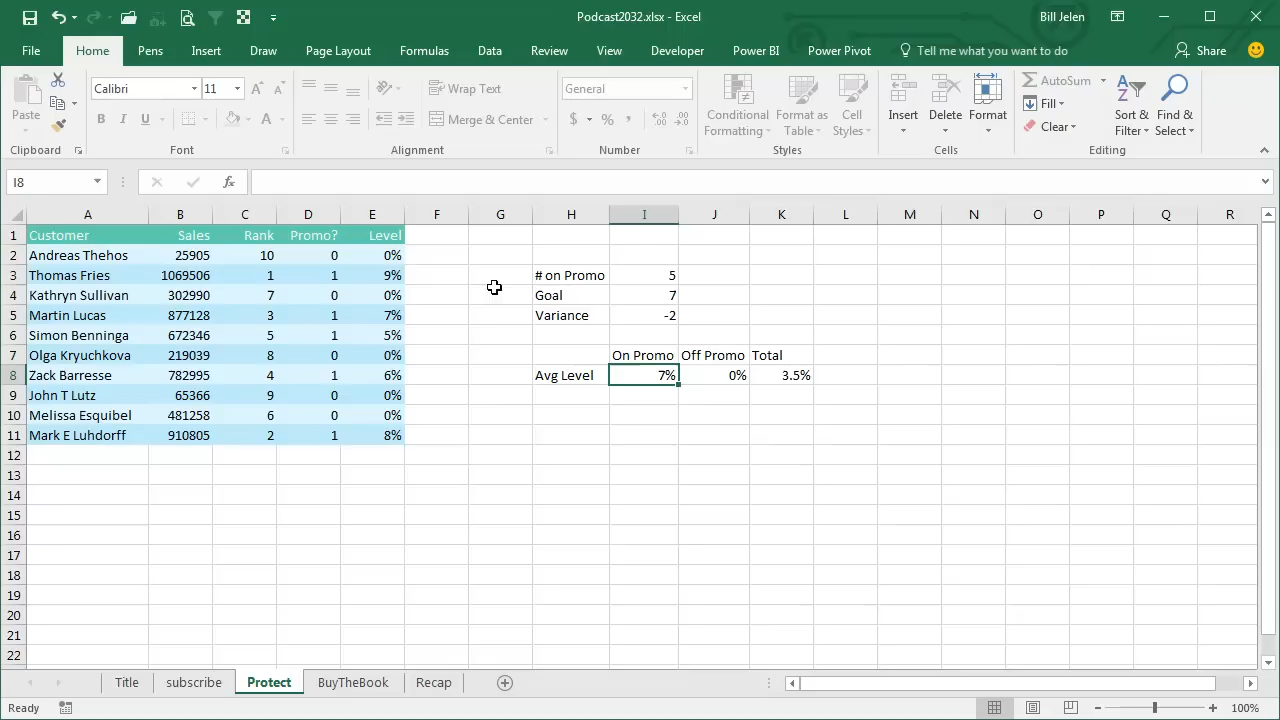 Podcast2032.xlsx - Excel
Bill Jelen
File Home Pens Insert Draw Page Layout Formulas Data Review View Developer Power BI Power Pivot Tell me what you want to do Share
Paste
Clipboard
Calibri 11
B I U A
Font
Wrap Text
Merge & Center
Alignment
General
$ % ,
Number
Conditional Formatting
Format as Table
Cell Styles
Styles
Insert Delete Format
Cells
AutoSum
Fill
Clear
Sort & Filter
Find & Select
Editing
I8 fx
A B C D E F G H I J K L M N O P Q R
1 Customer Sales Rank Promo? Level
2 Andreas Thehos 25905 10 0 0%
3 Thomas Fries 1069506 1 1 9% # on Promo 5
4 Kathryn Sullivan 302990 7 0 0% Goal 7
5 Martin Lucas 877128 3 1 7% Variance -2
6 Simon Benninga 672346 5 1 5%
7 Olga Kryuchkova 219039 8 0 0% On Promo Off Promo Total
8 Zack Barresse 782995 4 1 6% Avg Level 7% 0% 3.5%
9 John T Lutz 65366 9 0 0%
10 Melissa Esquibel 481258 6 0 0%
11 Mark E Luhdorff 910805 2 1 8%
12
13
14
15
16
17
18
19
20
21
22
Title subscribe Protect BuyTheBook Recap
Ready 100%